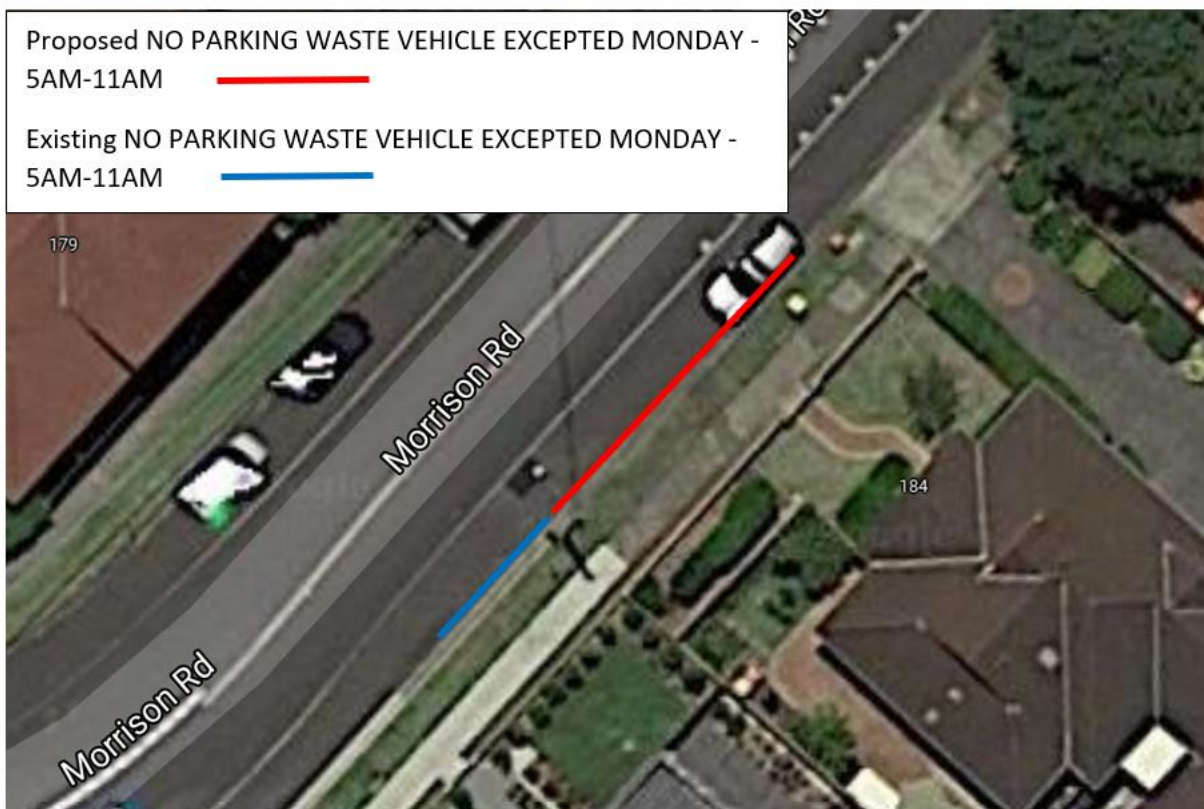 Proposed NO PARKING WASTE VEHICLE EXCEPTED MONDAY -
5AM-11AM
Existing NO PARKING WASTE VEHICLE EXCEPTED MONDAY -
5AM-11AM
179
Morrison Rd
184
Morrison Rd